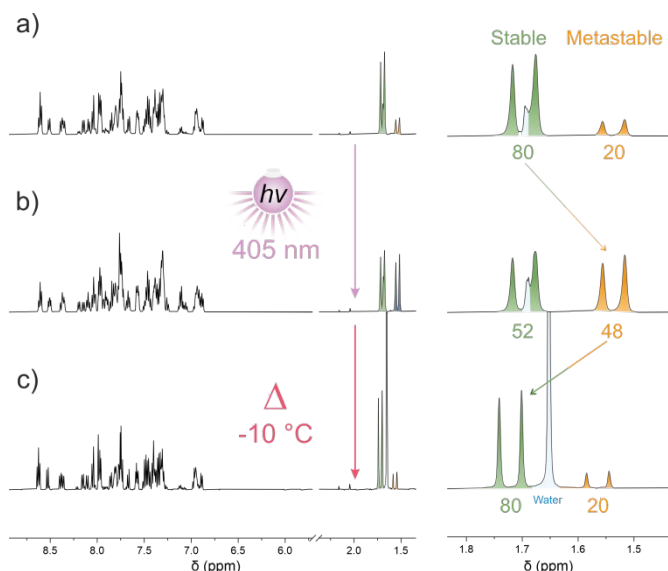 a)
Stable Metastable
80 20
hv
405 nm
b)
52 48
c)
Δ
-10 °C
80 Water 20
8.5 8.0 7.5 7.0 6.5 6.0 2.0 1.5 1.8 1.7 1.6 1.5
δ (ppm) δ (ppm) δ (ppm)